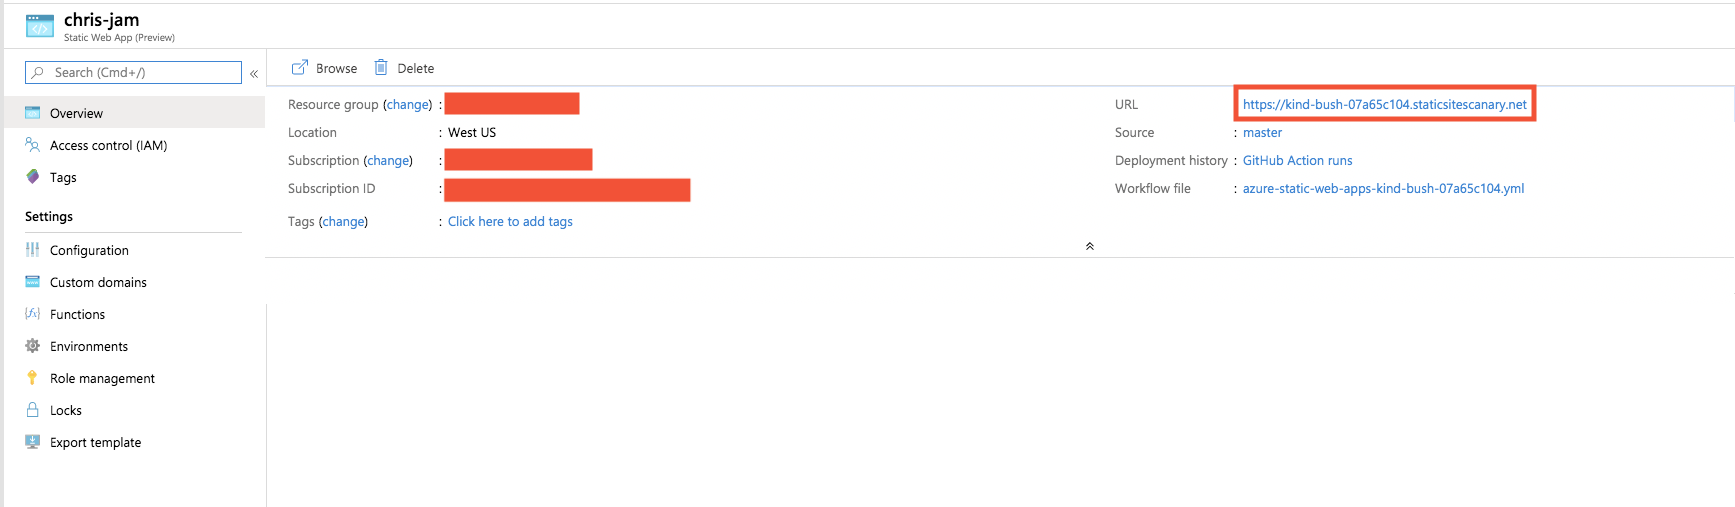 chris-jam
Static Web App (Preview)
Search (Cmd+/)
«
Overview
Access control (IAM)
Tags
Settings
Configuration
Custom domains
Functions
Environments
Role management
Locks
Export template
Browse
Delete
Resource group (change) :
Location : West US
Subscription (change) :
Subscription ID :
Tags (change) : Click here to add tags
URL https://kind-bush-07a65c104.staticsitescanary.net
Source : master
Deployment history : GitHub Action runs
Workflow file : azure-static-web-apps-kind-bush-07a65c104.yml